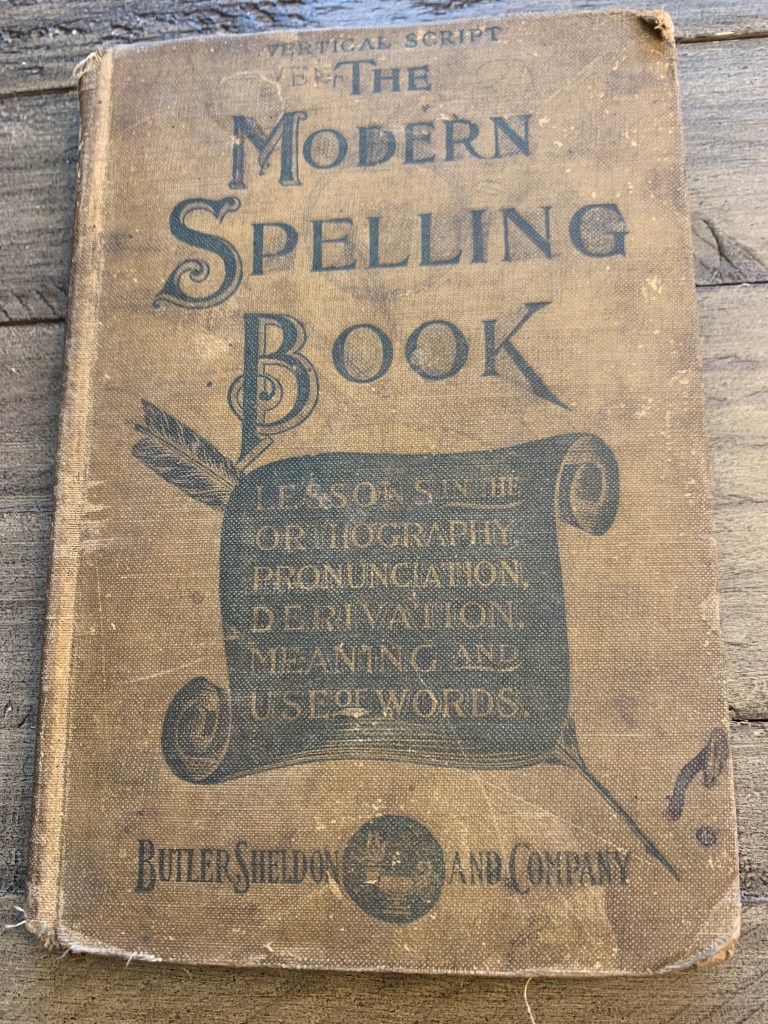 VERTICAL SCRIPT
THE
MODERN
SPELLING
BOOK
LESSONS IN THE
ORTHOGRAPHY,
PRONUNCIATION,
DERIVATION,
MEANING AND
USE OF WORDS.
BUTLER SHELDON AND COMPANY